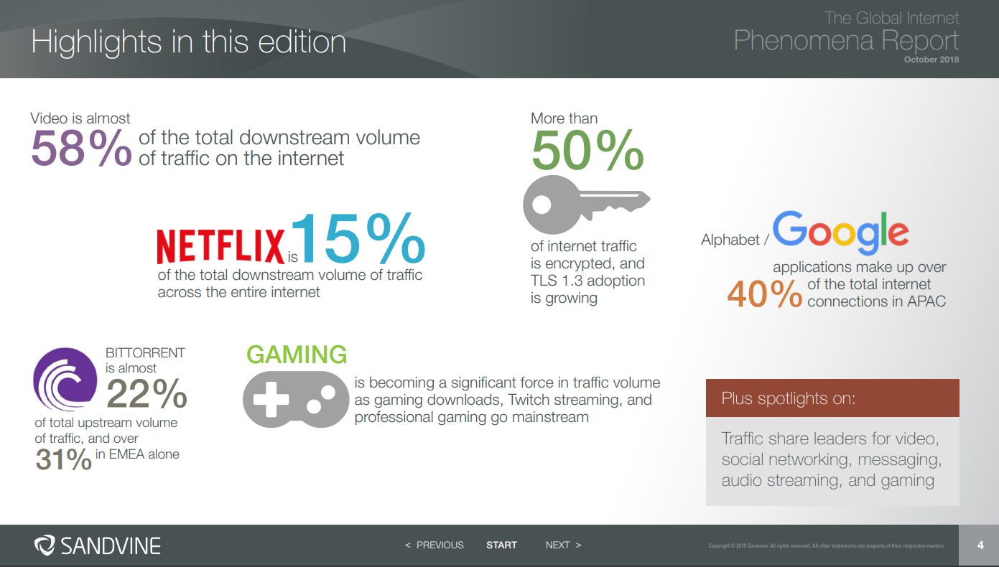 Highlights in this edition
The Global Internet
Phenomena Report
October 2018
Video is almost
58% of the total downstream volume
of traffic on the internet
NETFLIX is 15%
of the total downstream volume of traffic
across the entire internet
More than
50%
of internet traffic
is encrypted, and
TLS 1.3 adoption
is growing
Alphabet / Google
applications make up over
40% of the total internet
connections in APAC
BITTORRENT
is almost
22%
of total upstream volume
of traffic, and over
31% in EMEA alone
GAMING
is becoming a significant force in traffic volume
as gaming downloads, Twitch streaming, and
professional gaming go mainstream
Plus spotlights on:
Traffic share leaders for video,
social networking, messaging,
audio streaming, and gaming
SANDVINE
< PREVIOUS START NEXT >
Copyright © 2018 Sandvine. All rights reserved. All other trademarks are property of their respective owners.
4